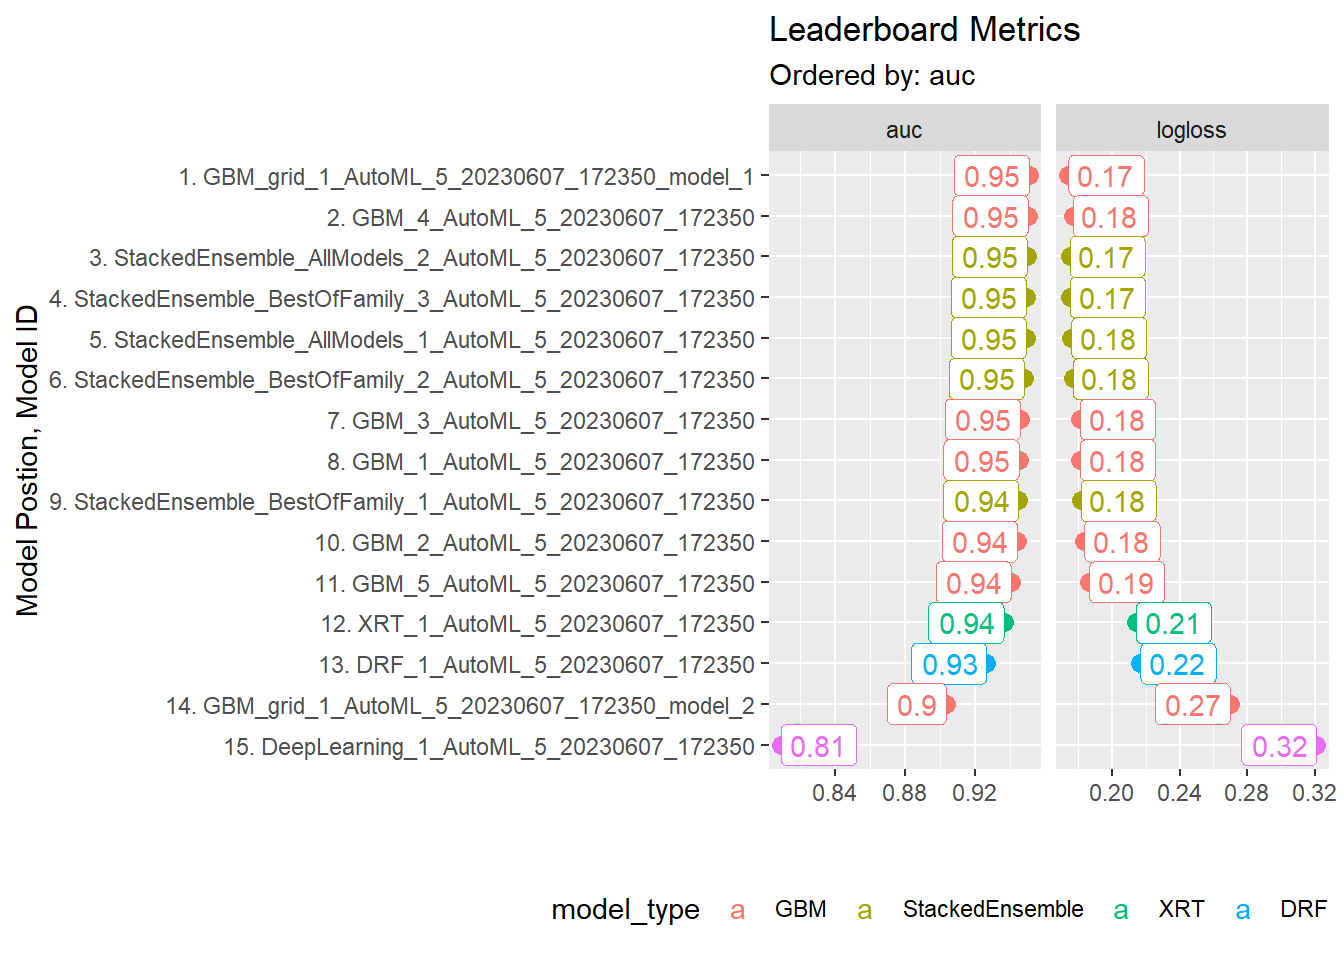 Leaderboard Metrics
Ordered by: auc
auc logloss
1. GBM_grid_1_AutoML_5_20230607_172350_model_1 0.95 0.17
2. GBM_4_AutoML_5_20230607_172350 0.95 0.18
3. StackedEnsemble_AllModels_2_AutoML_5_20230607_172350 0.95 0.17
4. StackedEnsemble_BestOfFamily_3_AutoML_5_20230607_172350 0.95 0.17
5. StackedEnsemble_AllModels_1_AutoML_5_20230607_172350 0.95 0.18
6. StackedEnsemble_BestOfFamily_2_AutoML_5_20230607_172350 0.95 0.18
7. GBM_3_AutoML_5_20230607_172350 0.95 0.18
8. GBM_1_AutoML_5_20230607_172350 0.95 0.18
9. StackedEnsemble_BestOfFamily_1_AutoML_5_20230607_172350 0.94 0.18
10. GBM_2_AutoML_5_20230607_172350 0.94 0.18
11. GBM_5_AutoML_5_20230607_172350 0.94 0.19
12. XRT_1_AutoML_5_20230607_172350 0.94 0.21
13. DRF_1_AutoML_5_20230607_172350 0.93 0.22
14. GBM_grid_1_AutoML_5_20230607_172350_model_2 0.9 0.27
15. DeepLearning_1_AutoML_5_20230607_172350 0.81 0.32
Model Postion, Model ID
0.84 0.88 0.92 0.20 0.24 0.28 0.32
model_type a GBM a StackedEnsemble a XRT a DRF